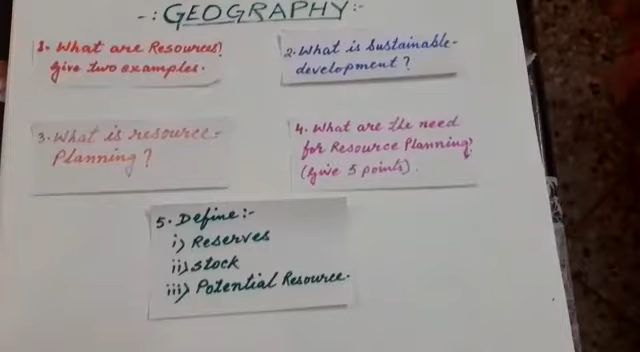 -: GEOGRAPHY:-
1. What are Resources?
Give two examples.
2. What is Sustainable-
development?
3. What is resource-
Planning?
4. What are the need
for Resource Planning?
(Give 5 points).
5. Define:-
i) Reserves
ii) Stock
iii) Potential Resource.